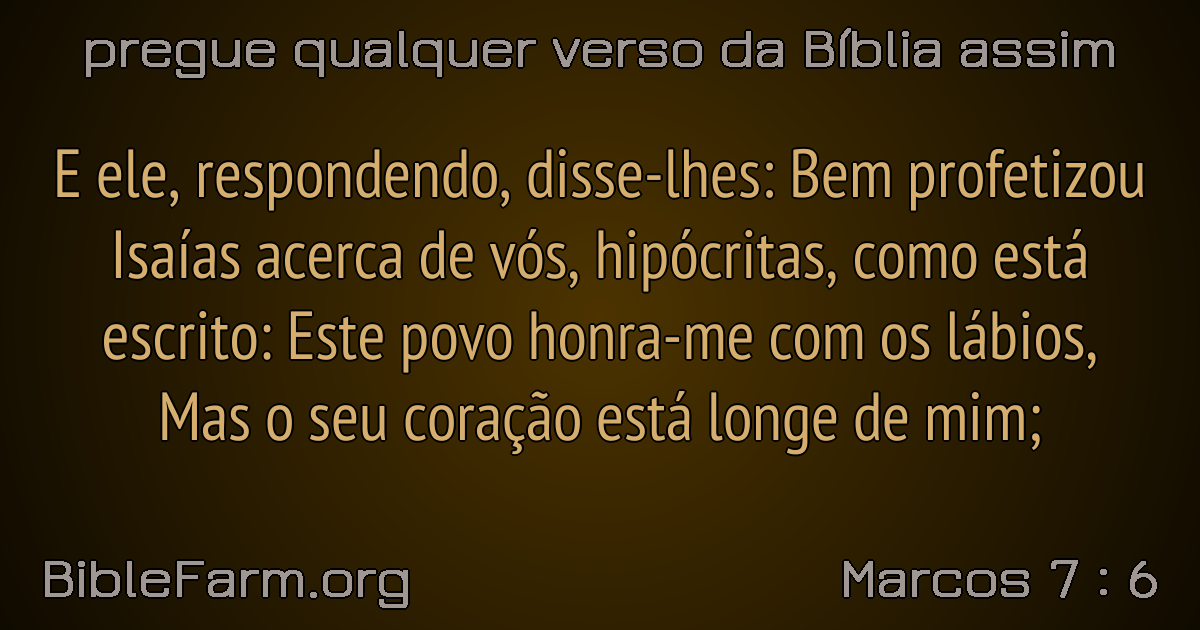 pregue qualquer verso da Bíblia assim
E ele, respondendo, disse-lhes: Bem profetizou
Isaías acerca de vós, hipócritas, como está
escrito: Este povo honra-me com os lábios,
Mas o seu coração está longe de mim;
BibleFarm.org
Marcos 7 : 6